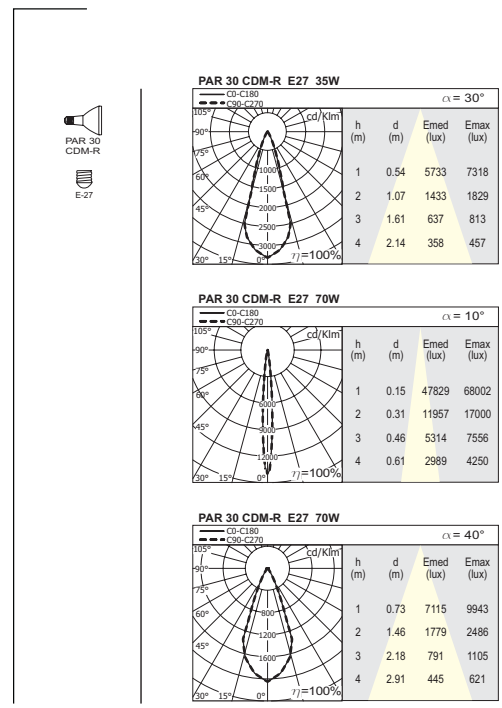 PAR 30
CDM-R
E-27
PAR 30 CDM-R E27 35W
C0-C180
C90-C270
α = 30°
cd/Klm
105°
90°
75°
60°
45°
30° 15° 0°
1000
1500
2000
2500
3000
η=100%
h d Emed Emax
(m) (m) (lux) (lux)
1 0.54 5733 7318
2 1.07 1433 1829
3 1.61 637 813
4 2.14 358 457
PAR 30 CDM-R E27 70W
C0-C180
C90-C270
α = 10°
cd/Klm
105°
90°
75°
60°
45°
30° 15° 0°
6000
9000
12000
η=100%
h d Emed Emax
(m) (m) (lux) (lux)
1 0.15 47829 68002
2 0.31 11957 17000
3 0.46 5314 7556
4 0.61 2989 4250
PAR 30 CDM-R E27 70W
C0-C180
C90-C270
α = 40°
cd/Klm
105°
90°
75°
60°
45°
30° 15° 0°
800
1200
1600
η=100%
h d Emed Emax
(m) (m) (lux) (lux)
1 0.73 7115 9943
2 1.46 1779 2486
3 2.18 791 1105
4 2.91 445 621